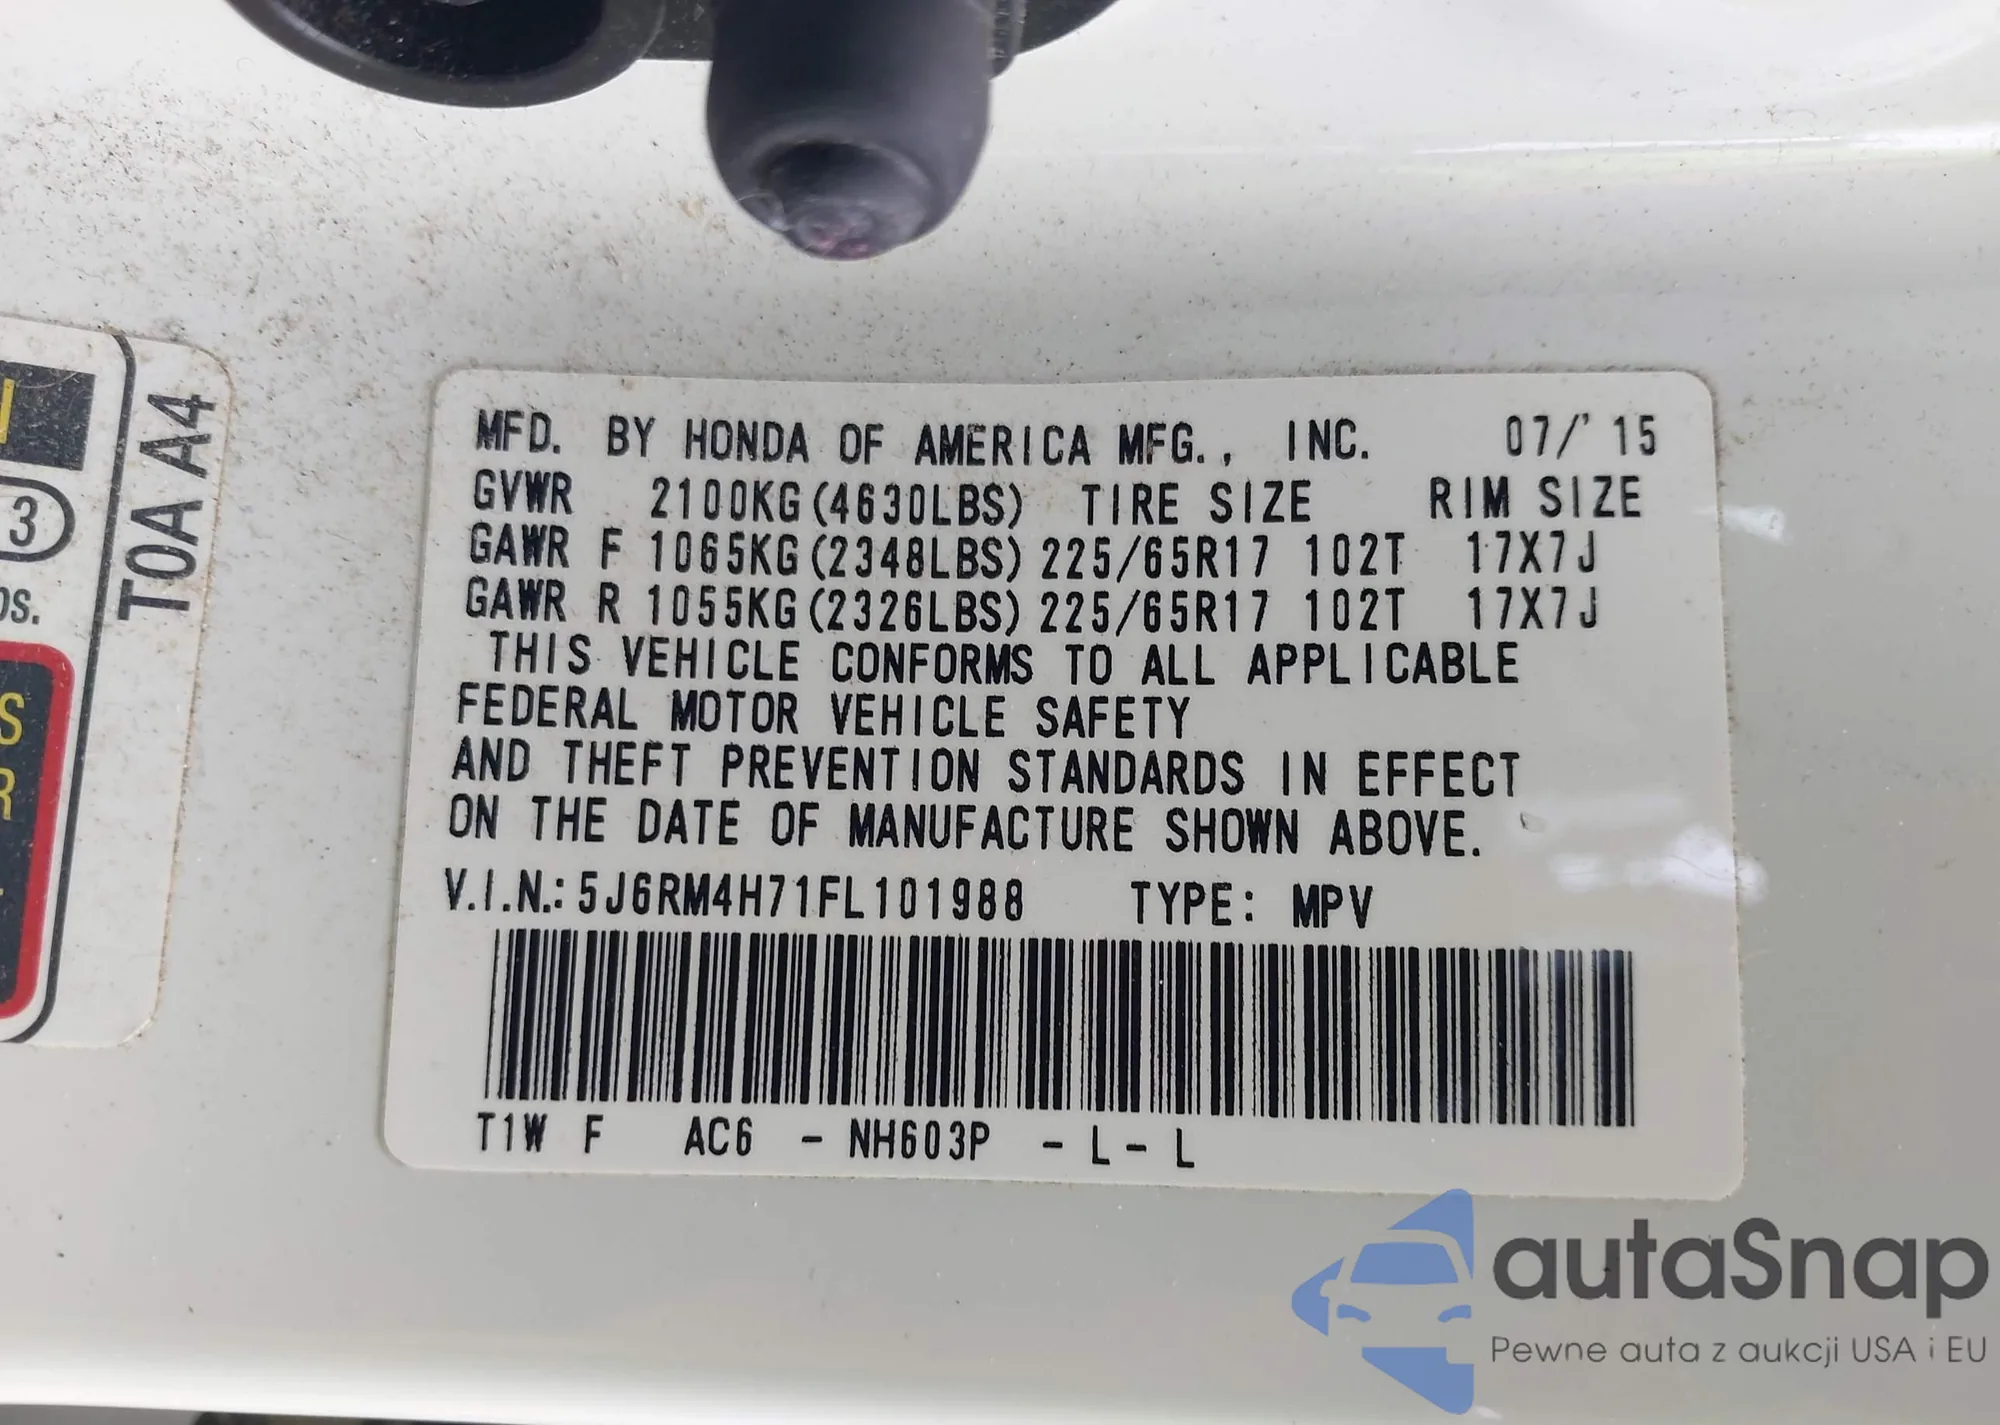 MFD. BY HONDA OF AMERICA MFG., INC. 07/'15
GVWR 2100KG(4630LBS) TIRE SIZE RIM SIZE
GAWR F 1065KG(2348LBS) 225/65R17 102T 17X7J
GAWR R 1055KG(2326LBS) 225/65R17 102T 17X7J
THIS VEHICLE CONFORMS TO ALL APPLICABLE
FEDERAL MOTOR VEHICLE SAFETY
AND THEFT PREVENTION STANDARDS IN EFFECT
ON THE DATE OF MANUFACTURE SHOWN ABOVE.
V.I.N.: 5J6RM4H71FL101988 TYPE: MPV
T1W F AC6 - NH603P - L - L
T0A A4
3
S
R
autaSnap
Pewne auta z aukcji USA i EU